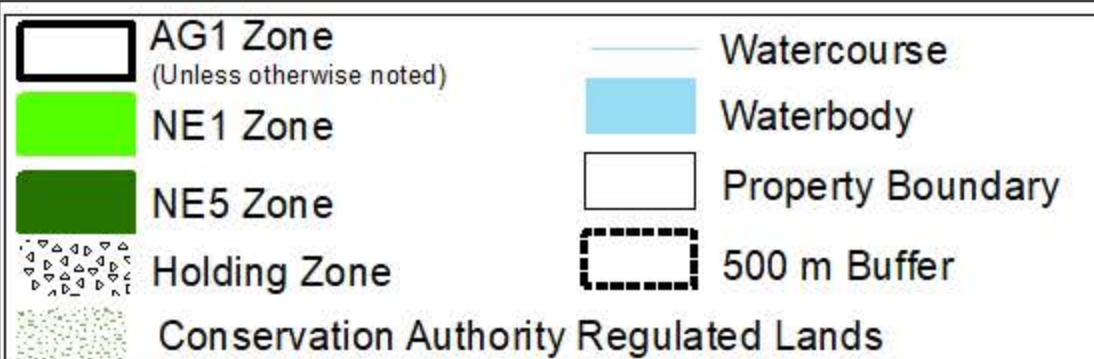 AG1 Zone
(Unless otherwise noted)
NE1 Zone
NE5 Zone
Holding Zone
Conservation Authority Regulated Lands
Watercourse
Waterbody
Property Boundary
500 m Buffer